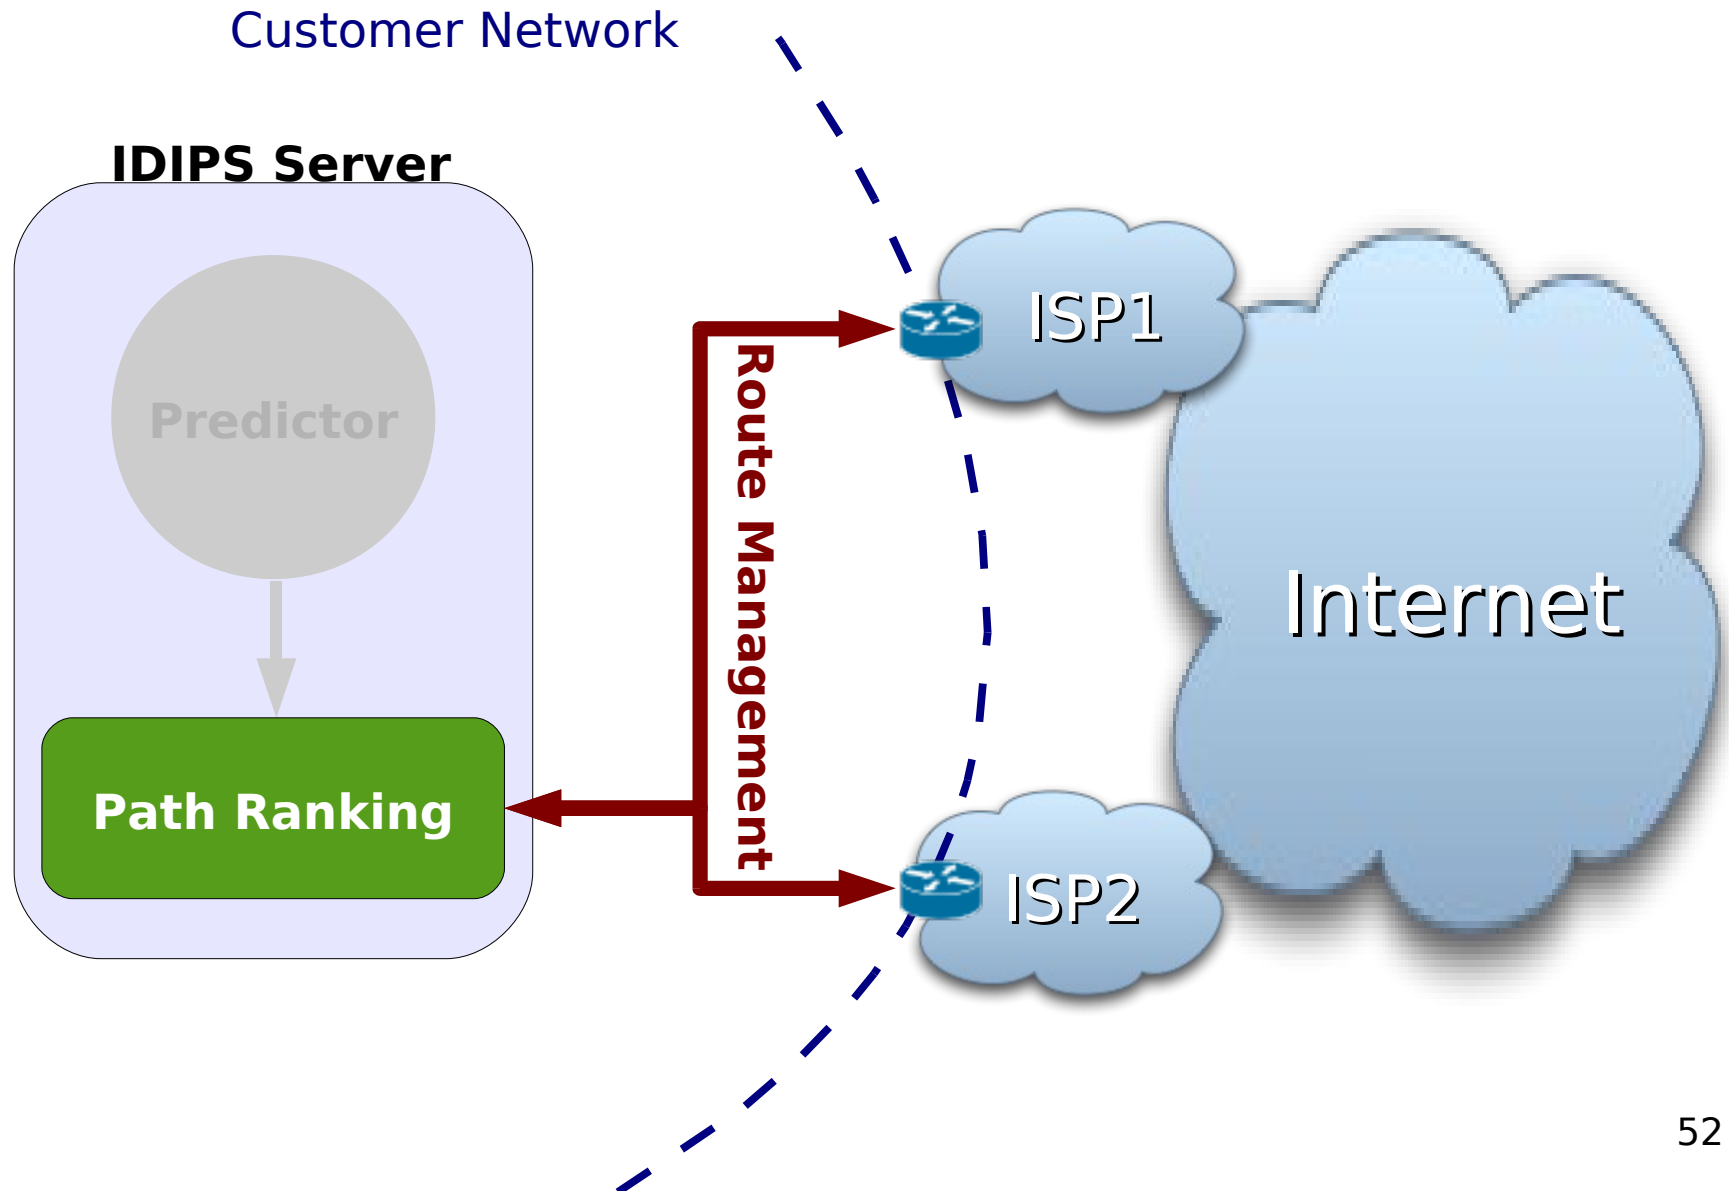 Customer Network
IDIPS Server
Predictor
Path Ranking
Route Management
ISP1
ISP2
Internet
52